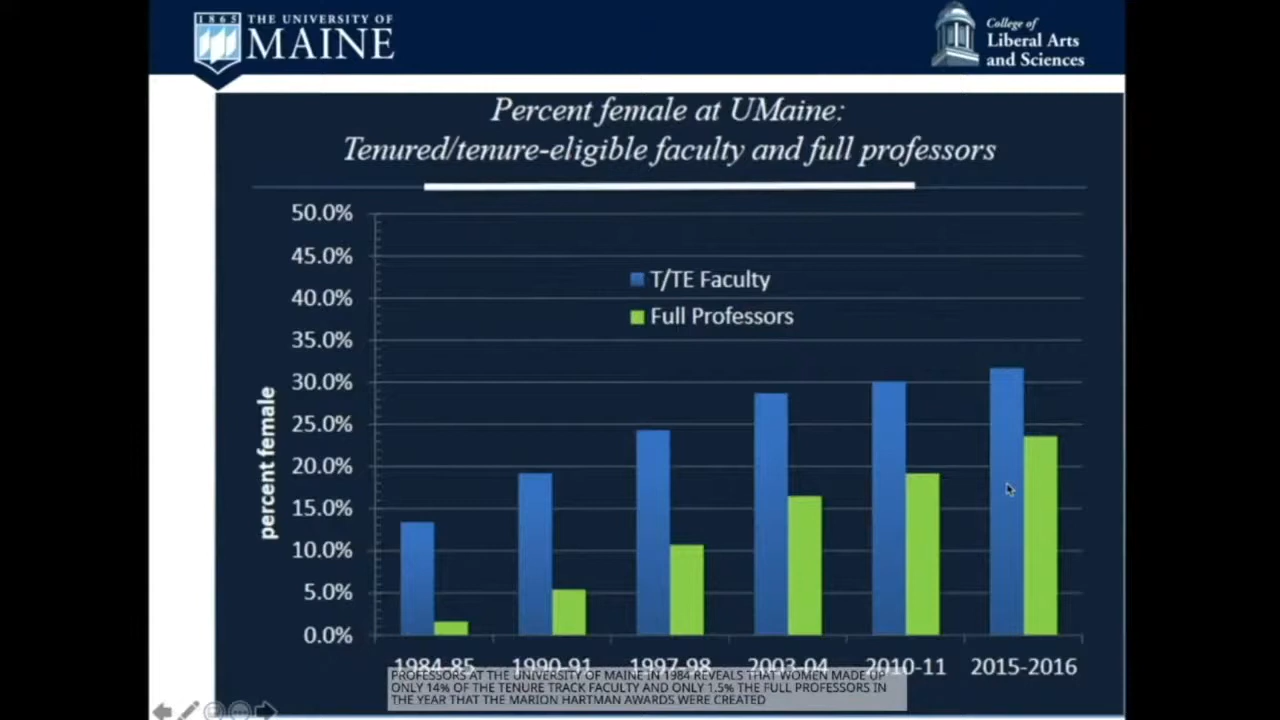 1865
THE UNIVERSITY OF
MAINE
College of
Liberal Arts
and Sciences
Percent female at UMaine:
Tenured/tenure-eligible faculty and full professors
50.0%
45.0%
40.0%
35.0%
30.0%
25.0%
20.0%
15.0%
10.0%
5.0%
0.0%
percent female
T/TE Faculty
Full Professors
1984-85 1990-91 1997-98 2003-04 2010-11 2015-2016
PROFESSORS AT THE UNIVERSITY OF MAINE IN 1984 REVEALS THAT WOMEN MADE UP
ONLY 14% OF THE TENURE TRACK FACULTY AND ONLY 1.5% THE FULL PROFESSORS IN
THE YEAR THAT THE MARION HARTMAN AWARDS WERE CREATED